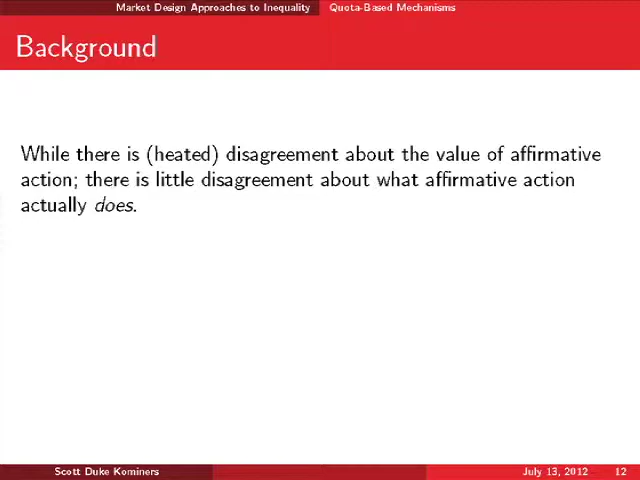 Market Design Approaches to Inequality Quota-Based Mechanisms
Background
While there is (heated) disagreement about the value of affirmative
action; there is little disagreement about what affirmative action
actually does.
Scott Duke Kominers July 13, 2012 12